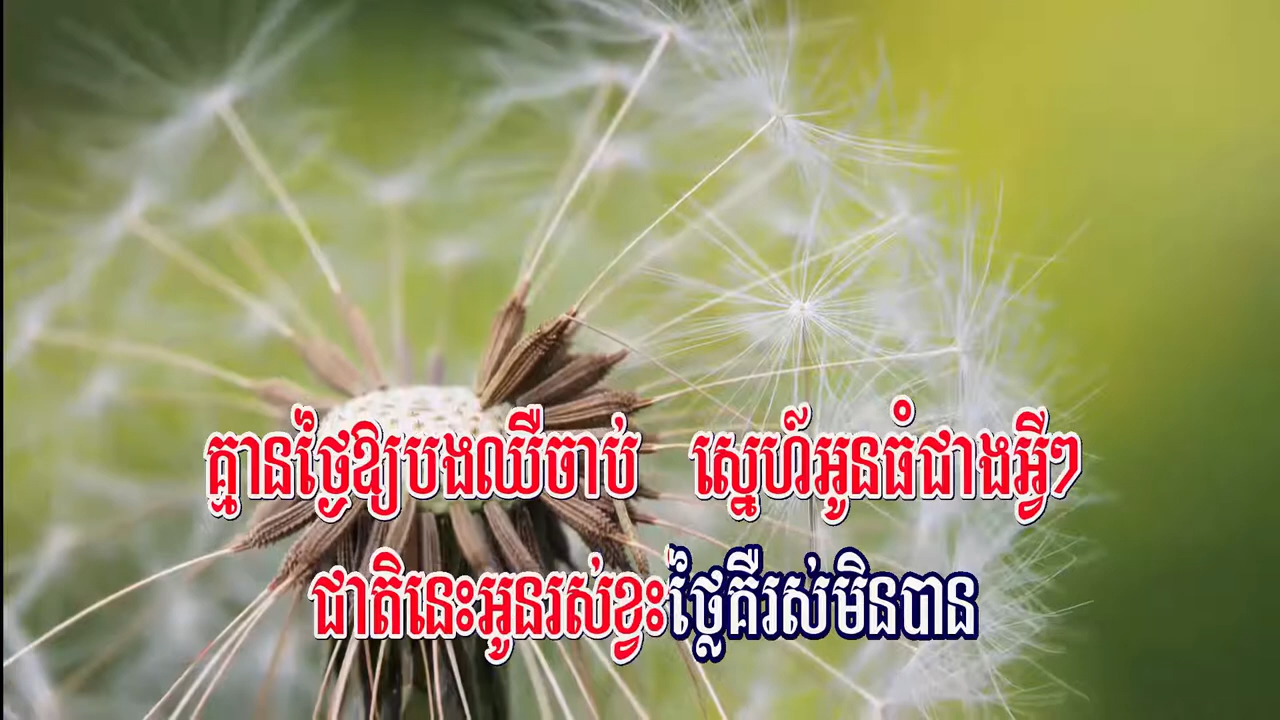 គ្មានថ្ងៃឱ្យបងឈឺចាប់ ស្នេហ៍អូនធំជាងអ្វីៗ
ជាតិនេះអូនរស់ខ្វះថ្លៃគឺរស់មិនបាន